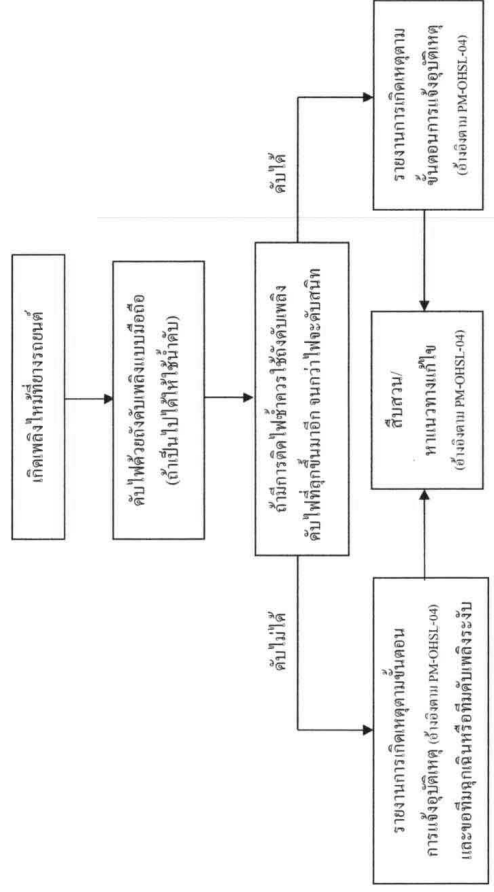 เกิดเพลิงไหม้ที่ยางรถยนต์
ดับไฟด้วยถังดับเพลิงแบบมือถือ
(ถ้าเป็นไปได้ให้ใช้น้ำดับ)
ถ้ามีการติดไฟซ้ำควรใช้ถังดับเพลิง
ดับไฟที่ลุกขึ้นมาอีก จนกว่าไฟจะดับสนิท
ดับไม่ได้
ดับได้
รายงานการเกิดเหตุตามขั้นตอน
การแจ้งอุบัติเหตุ (อ้างอิงตาม PM-OHSL-04)
และขอทีมฉุกเฉินหรือทีมดับเพลิงระงับ
สืบสวน/
หาแนวทางแก้ไข
(อ้างอิงตาม PM-OHSL-04)
รายงานการเกิดเหตุตาม
ขั้นตอนการแจ้งอุบัติเหตุ
(อ้างอิงตาม PM-OHSL-04)